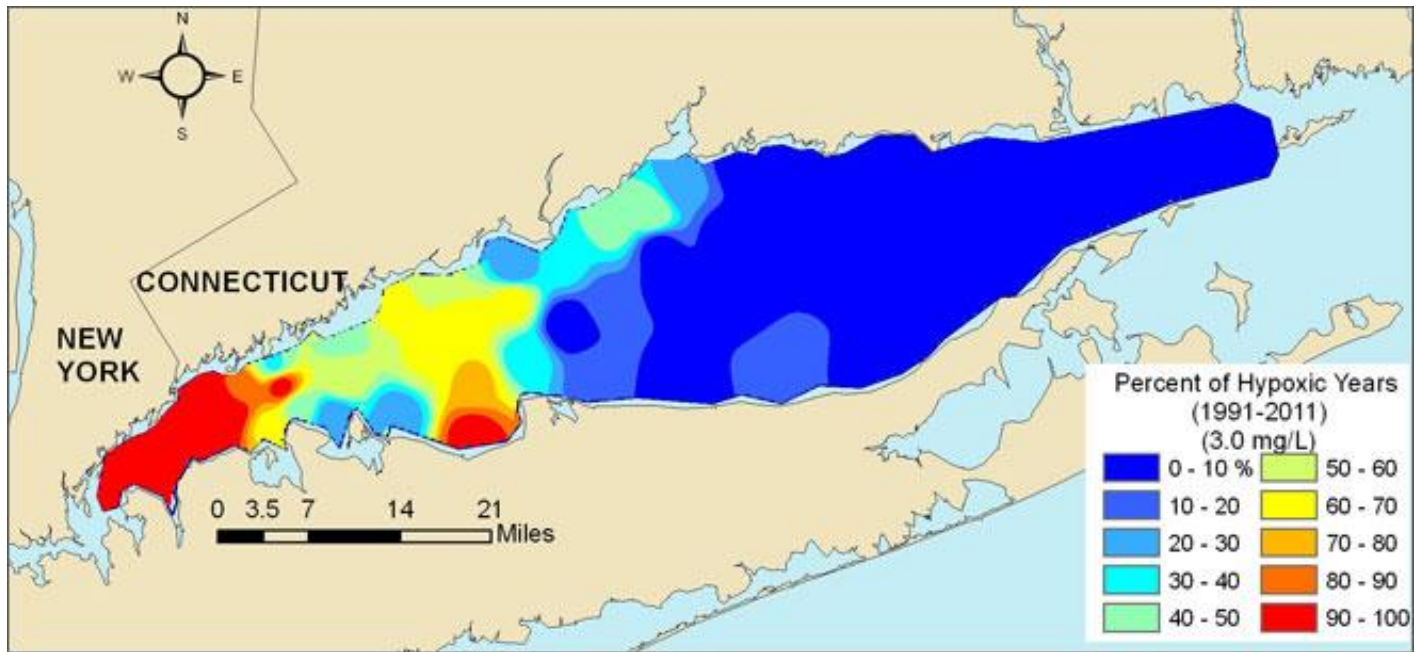 N
W E
S
CONNECTICUT
NEW
YORK
0 3.5 7 14 21
Miles
Percent of Hypoxic Years
(1991-2011)
(3.0 mg/L)
0 - 10 % 50 - 60
10 - 20 60 - 70
20 - 30 70 - 80
30 - 40 80 - 90
40 - 50 90 - 100